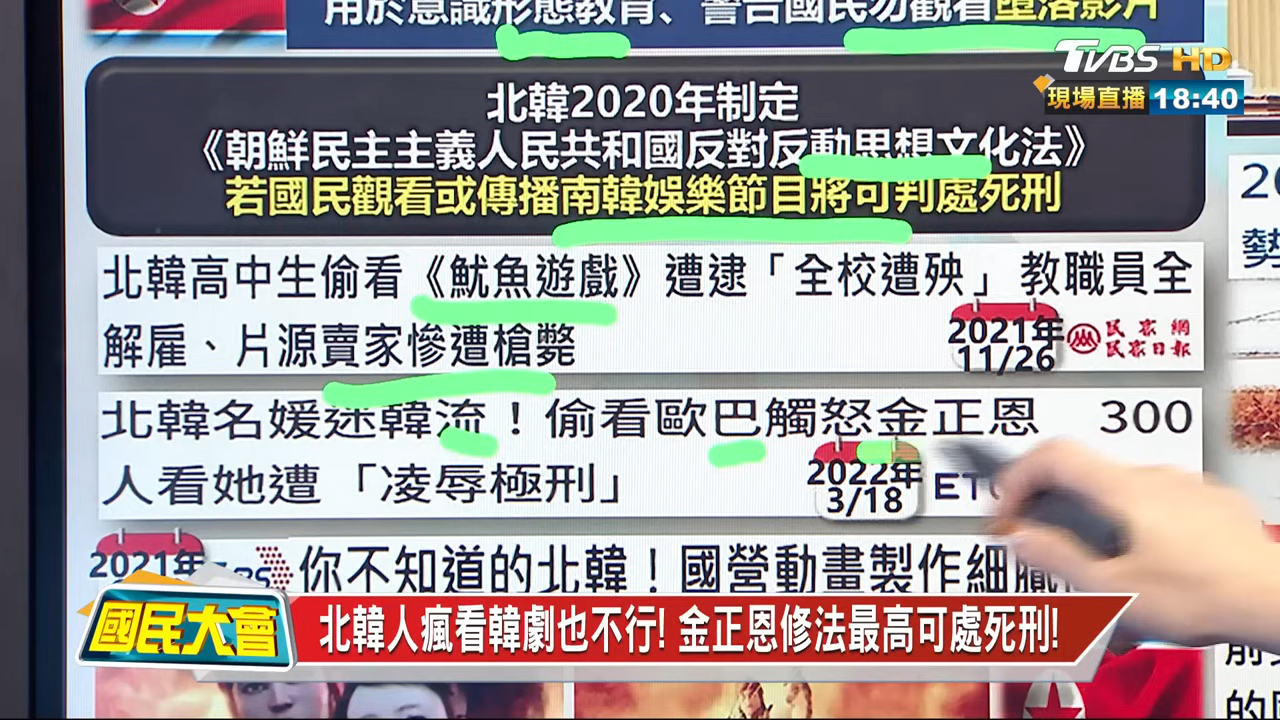 用於意識形態教育、警告國民勿觀看墮落影片
TVBS HD
現場直播 18:40
北韓2020年制定
《朝鮮民主主義人民共和國反對反動思想文化法》
若國民觀看或傳播南韓娛樂節目將可判處死刑
北韓高中生偷看《魷魚遊戲》遭逮「全校遭殃」教職員全
解雇、片源賣家慘遭槍斃
2021年
11/26
民眾網
民眾日報
北韓名媛迷韓流！偷看歐巴觸怒金正恩 300
人看她遭「凌辱極刑」
2022年
3/18
ET
2021年
你不知道的北韓！國營動畫製作細膩
國民大會
北韓人瘋看韓劇也不行! 金正恩修法最高可處死刑!
20
勢
的